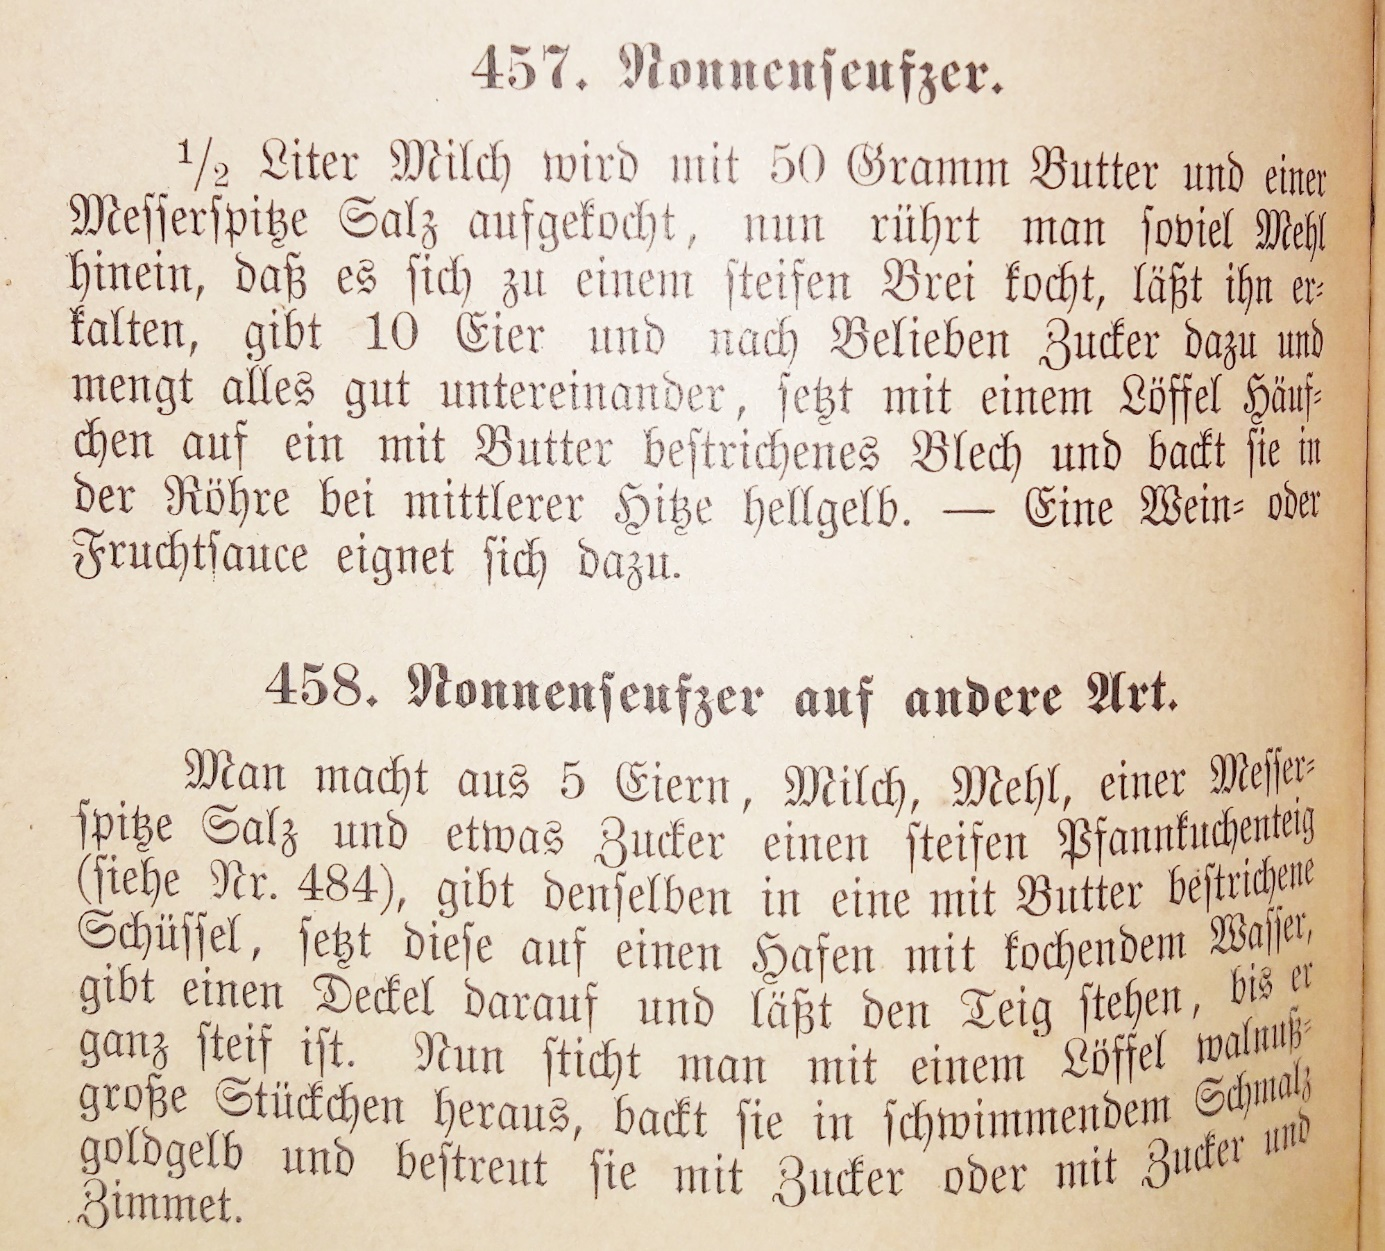 457. Nonnenseufzer.
1/2 Liter Milch wird mit 50 Gramm Butter und einer
Messerspitze Salz aufgekocht, nun rührt man soviel Mehl
hinein, daß es sich zu einem steifen Brei kocht, läßt ihn er-
kalten, gibt 10 Eier und nach Belieben Zucker dazu und
mengt alles gut untereinander, setzt mit einem Löffel Häuf-
chen auf ein mit Butter bestrichenes Blech und backt sie in
der Röhre bei mittlerer Hitze hellgelb. — Eine Wein- oder
Fruchtsauce eignet sich dazu.
458. Nonnenseufzer auf andere Art.
Man macht aus 5 Eiern, Milch, Mehl, einer Messer-
spitze Salz und etwas Zucker einen steifen Pfannkuchenteig
(siehe Nr. 484), gibt denselben in eine mit Butter bestrichene
Schüssel, setzt diese auf einen Hafen mit kochendem Wasser,
gibt einen Deckel darauf und läßt den Teig stehen, bis er
ganz steif ist. Nun sticht man mit einem Löffel walnuß-
große Stückchen heraus, backt sie in schwimmendem Schmalz
goldgelb und bestreut sie mit Zucker oder mit Zucker und
Zimmet.